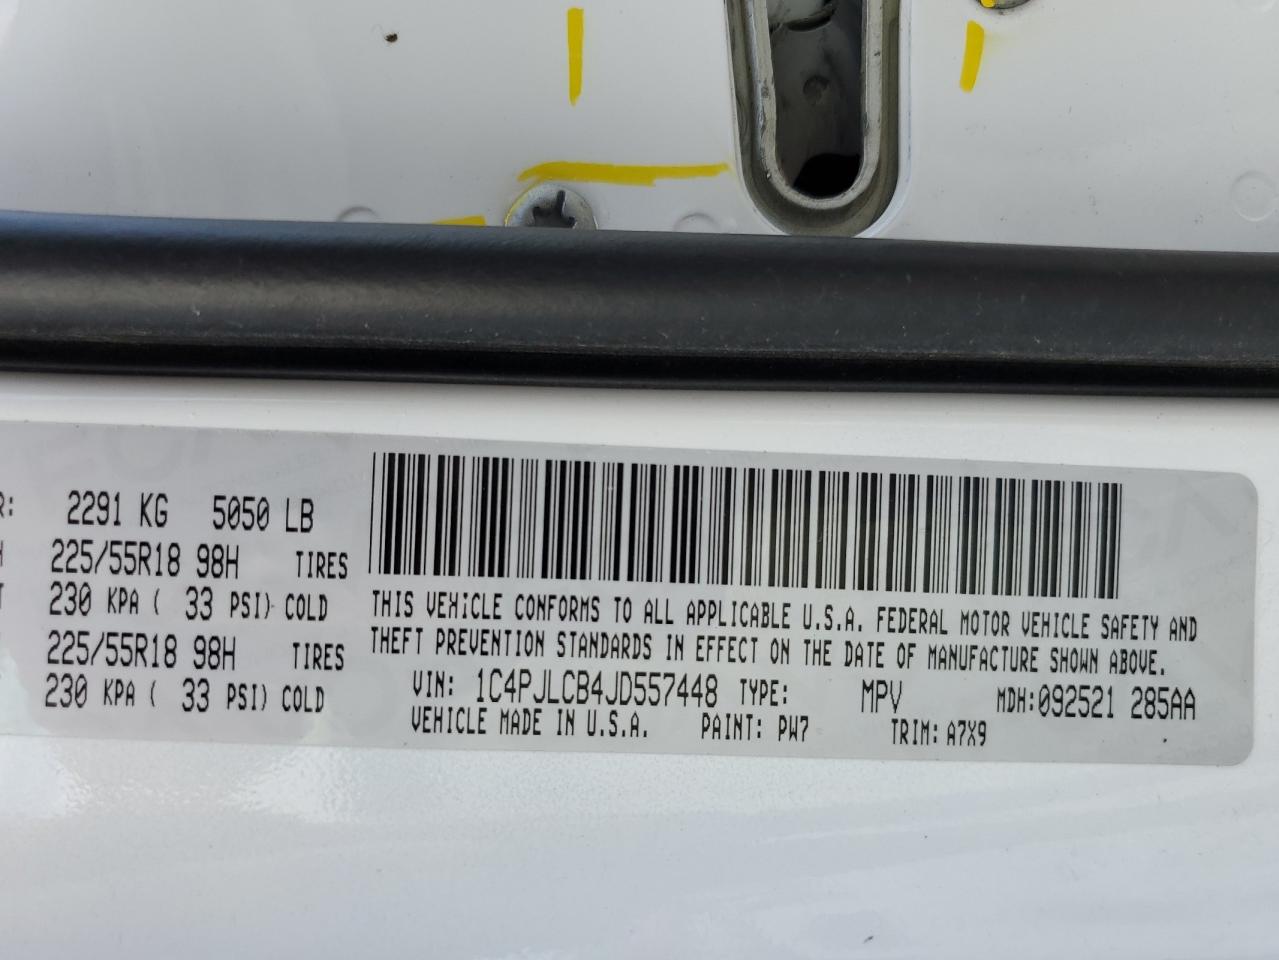 R: 2291 KG 5050 LB
225/55R18 98H TIRES
230 KPA ( 33 PSI) COLD
225/55R18 98H TIRES
230 KPA ( 33 PSI) COLD
THIS VEHICLE CONFORMS TO ALL APPLICABLE U.S.A. FEDERAL MOTOR VEHICLE SAFETY AND
THEFT PREVENTION STANDARDS IN EFFECT ON THE DATE OF MANUFACTURE SHOWN ABOVE.
VIN: 1C4PJLCB4JD557448 TYPE: MPV MDH: 092521 285AA
VEHICLE MADE IN U.S.A. PAINT: PW7 TRIM: A7X9